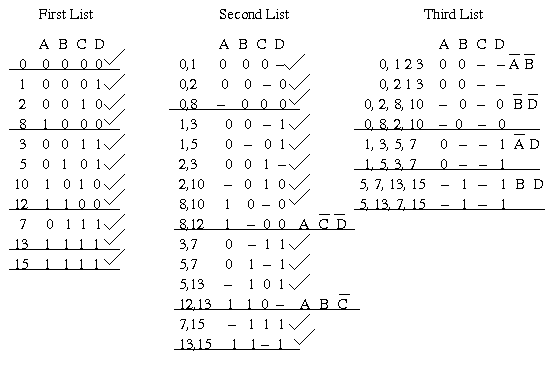 First List
A B C D
0 0 0 0 0 ✓
1 0 0 0 1 ✓
2 0 0 1 0 ✓
8 1 0 0 0 ✓
3 0 0 1 1 ✓
5 0 1 0 1 ✓
10 1 0 1 0 ✓
12 1 1 0 0 ✓
7 0 1 1 1 ✓
13 1 1 1 1 ✓
15 1 1 1 1 ✓
Second List
A B C D
0,1 0 0 0 – ✓
0,2 0 0 – 0 ✓
0,8 – 0 0 0 ✓
1,3 0 0 – 1 ✓
1,5 0 – 0 1 ✓
2,3 0 0 1 – ✓
2,10 – 0 1 0 ✓
8,10 1 0 – 0 ✓
8,12 1 – 0 0 A C̅ D̅
3,7 0 – 1 1 ✓
5,7 0 1 – 1 ✓
5,13 – 1 0 1 ✓
12,13 1 1 0 – A B C̅
7,15 – 1 1 1 ✓
13,15 1 1 – 1 ✓
Third List
A B C D
0, 1 2 3 0 0 – – A̅ B̅
0, 2 1 3 0 0 – –
0, 2, 8, 10 – 0 – 0 B̅ D̅
0, 8, 2, 10 – 0 – 0
1, 3, 5, 7 0 – – 1 A̅ D
1, 5, 3, 7 0 – – 1
5, 7, 13, 15 – 1 – 1 B D
5, 13, 7, 15 – 1 – 1